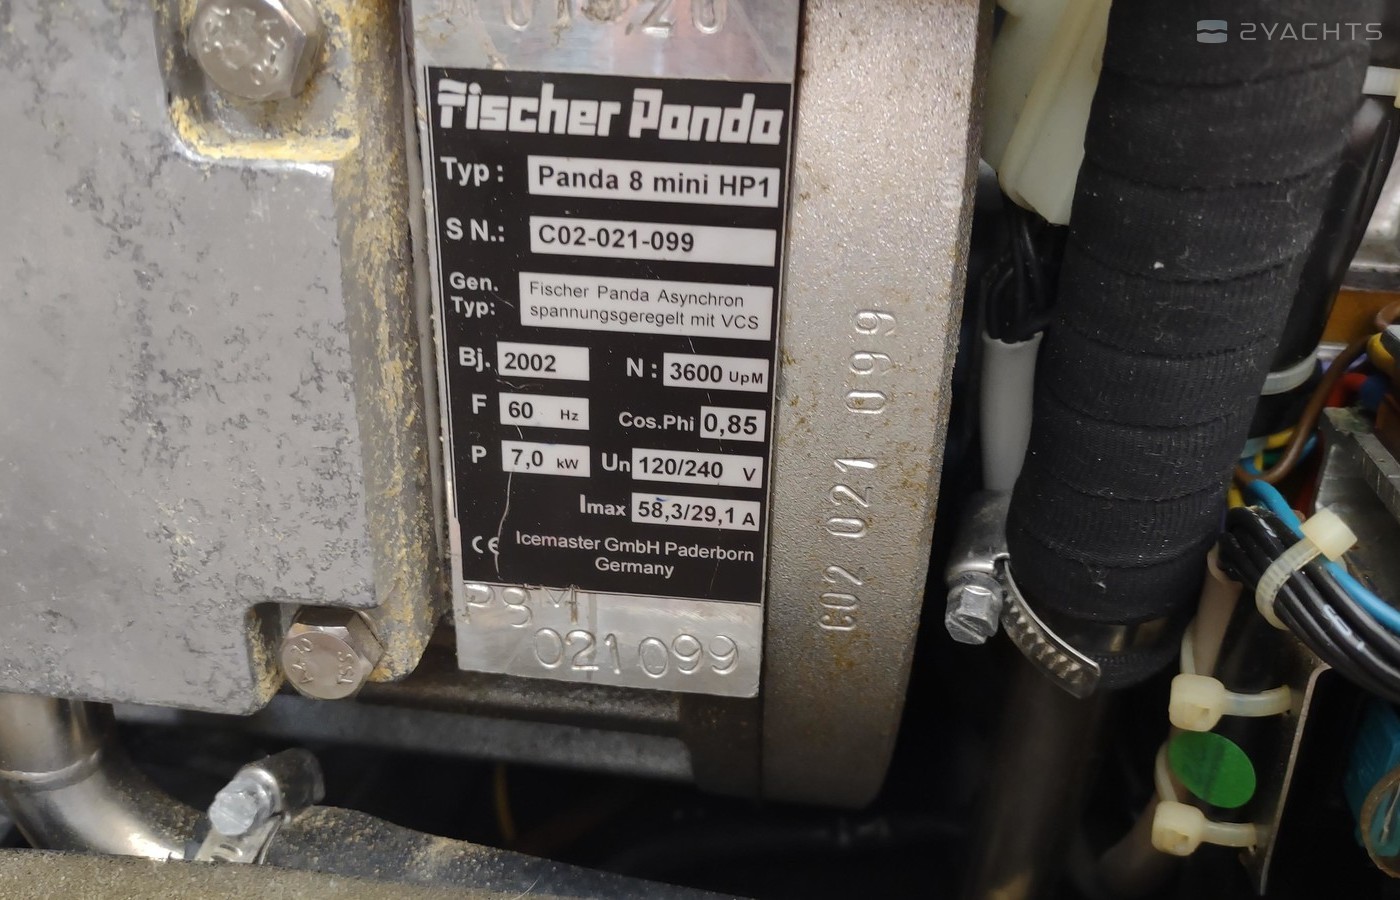 2YACHTS
Fischer Panda
Typ: Panda 8 mini HP1
S N.: C02-021-099
Gen. Typ: Fischer Panda Asynchron
spannungsgeregelt mit VCS
Bj. 2002 N: 3600 UpM
F 60 Hz Cos.Phi 0,85
P 7,0 kW Un 120/240 V
Imax 58,3/29,1 A
CE Icemaster GmbH Paderborn
Germany
P8M
021099
C02 021 099